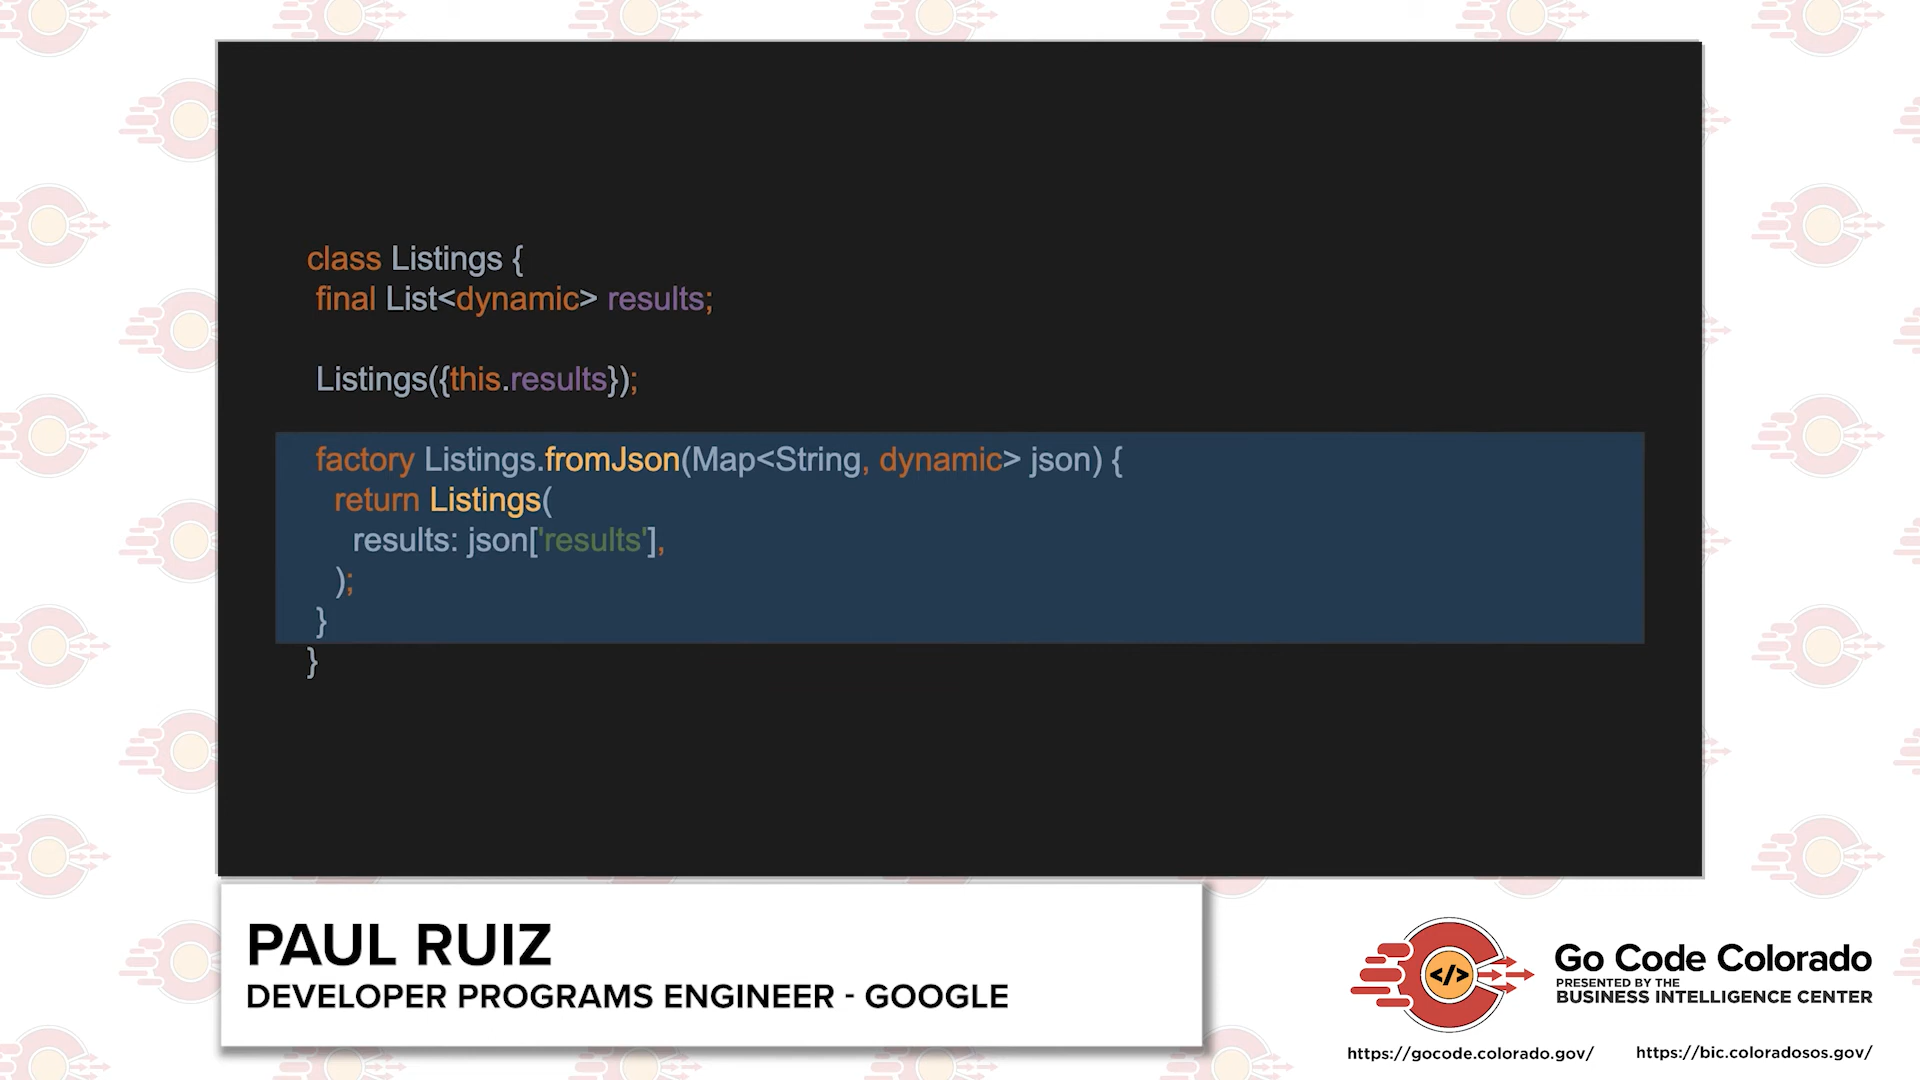 class Listings {
final List<dynamic> results;
Listings({this.results});
factory Listings.fromJson(Map<String, dynamic> json) {
return Listings(
results: json['results'],
);
}
}
PAUL RUIZ
DEVELOPER PROGRAMS ENGINEER - GOOGLE
</>
Go Code Colorado
PRESENTED BY THE
BUSINESS INTELLIGENCE CENTER
https://gocode.colorado.gov/
https://bic.coloradosos.gov/